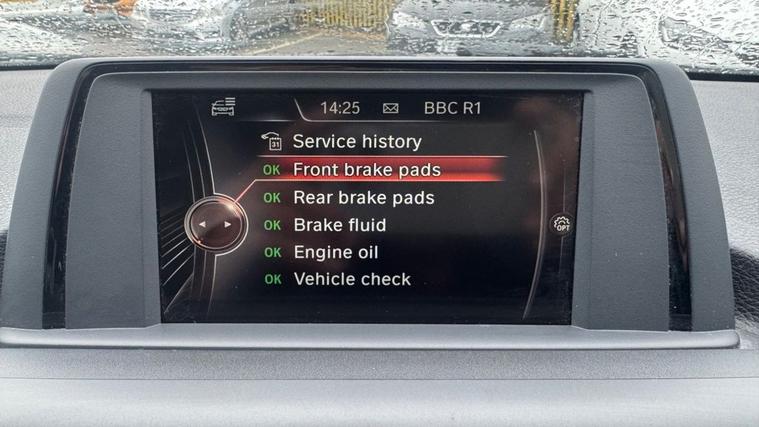 14:25 BBC R1
31 Service history
OK Front brake pads
OK Rear brake pads
OK Brake fluid
OPT
OK Engine oil
OK Vehicle check